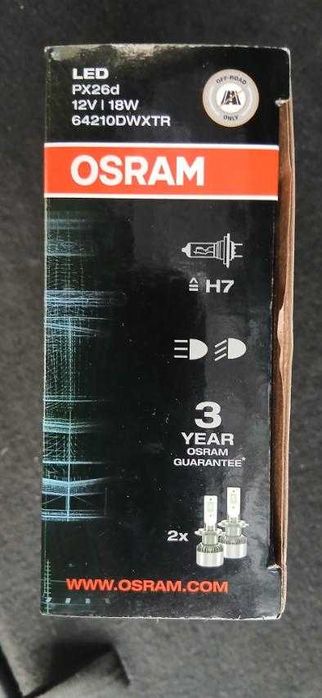 LED
PX26d
12V | 18W
64210DWXTR
OFF-ROAD
ONLY
OSRAM
≙ H7
3
YEAR
OSRAM
GUARANTEE*
2x
WWW.OSRAM.COM